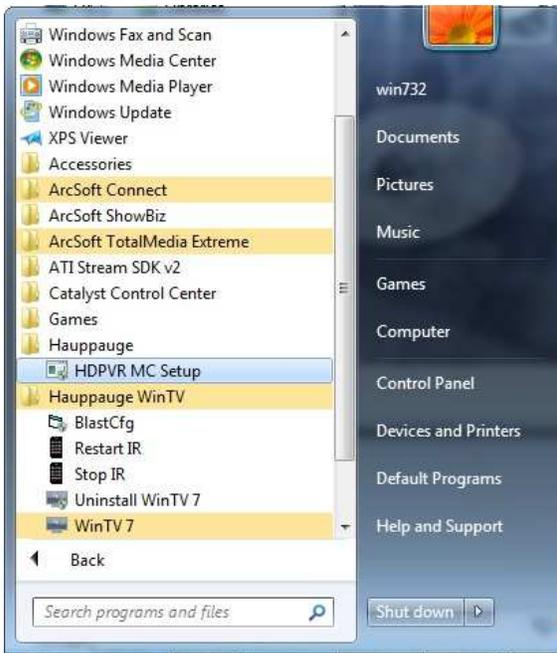 Windows Fax and Scan
Windows Media Center
Windows Media Player
Windows Update
XPS Viewer
Accessories
ArcSoft Connect
ArcSoft ShowBiz
ArcSoft TotalMedia Extreme
ATI Stream SDK v2
Catalyst Control Center
Games
Hauppauge
HDPVR MC Setup
Hauppauge WinTV
BlastCfg
Restart IR
Stop IR
Uninstall WinTV 7
WinTV 7
Back
Search programs and files
win732
Documents
Pictures
Music
Games
Computer
Control Panel
Devices and Printers
Default Programs
Help and Support
Shut down